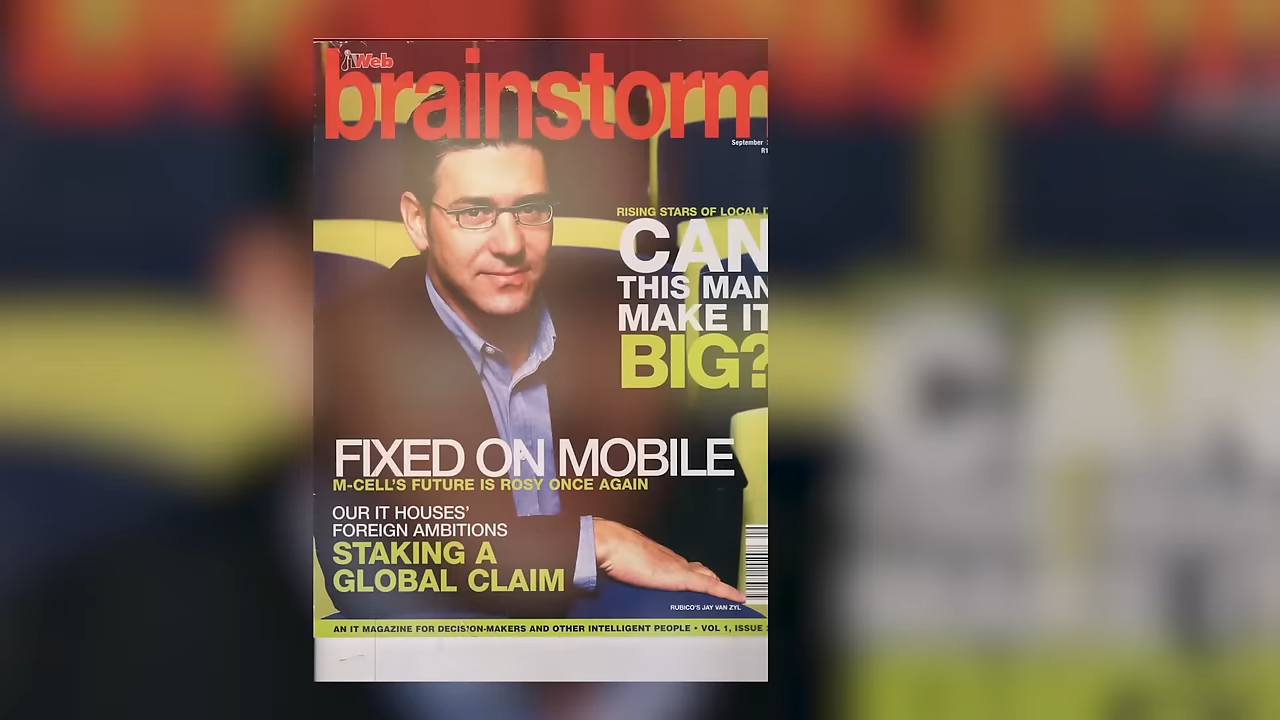 iWeb
brainstorm
September
R1
RISING STARS OF LOCAL I
CAN
THIS MAN
MAKE IT
BIG?
FIXED ON MOBILE
M-CELL'S FUTURE IS ROSY ONCE AGAIN
OUR IT HOUSES'
FOREIGN AMBITIONS
STAKING A
GLOBAL CLAIM
RUBICO'S JAY VAN ZYL
AN IT MAGAZINE FOR DECISION-MAKERS AND OTHER INTELLIGENT PEOPLE • VOL 1, ISSUE